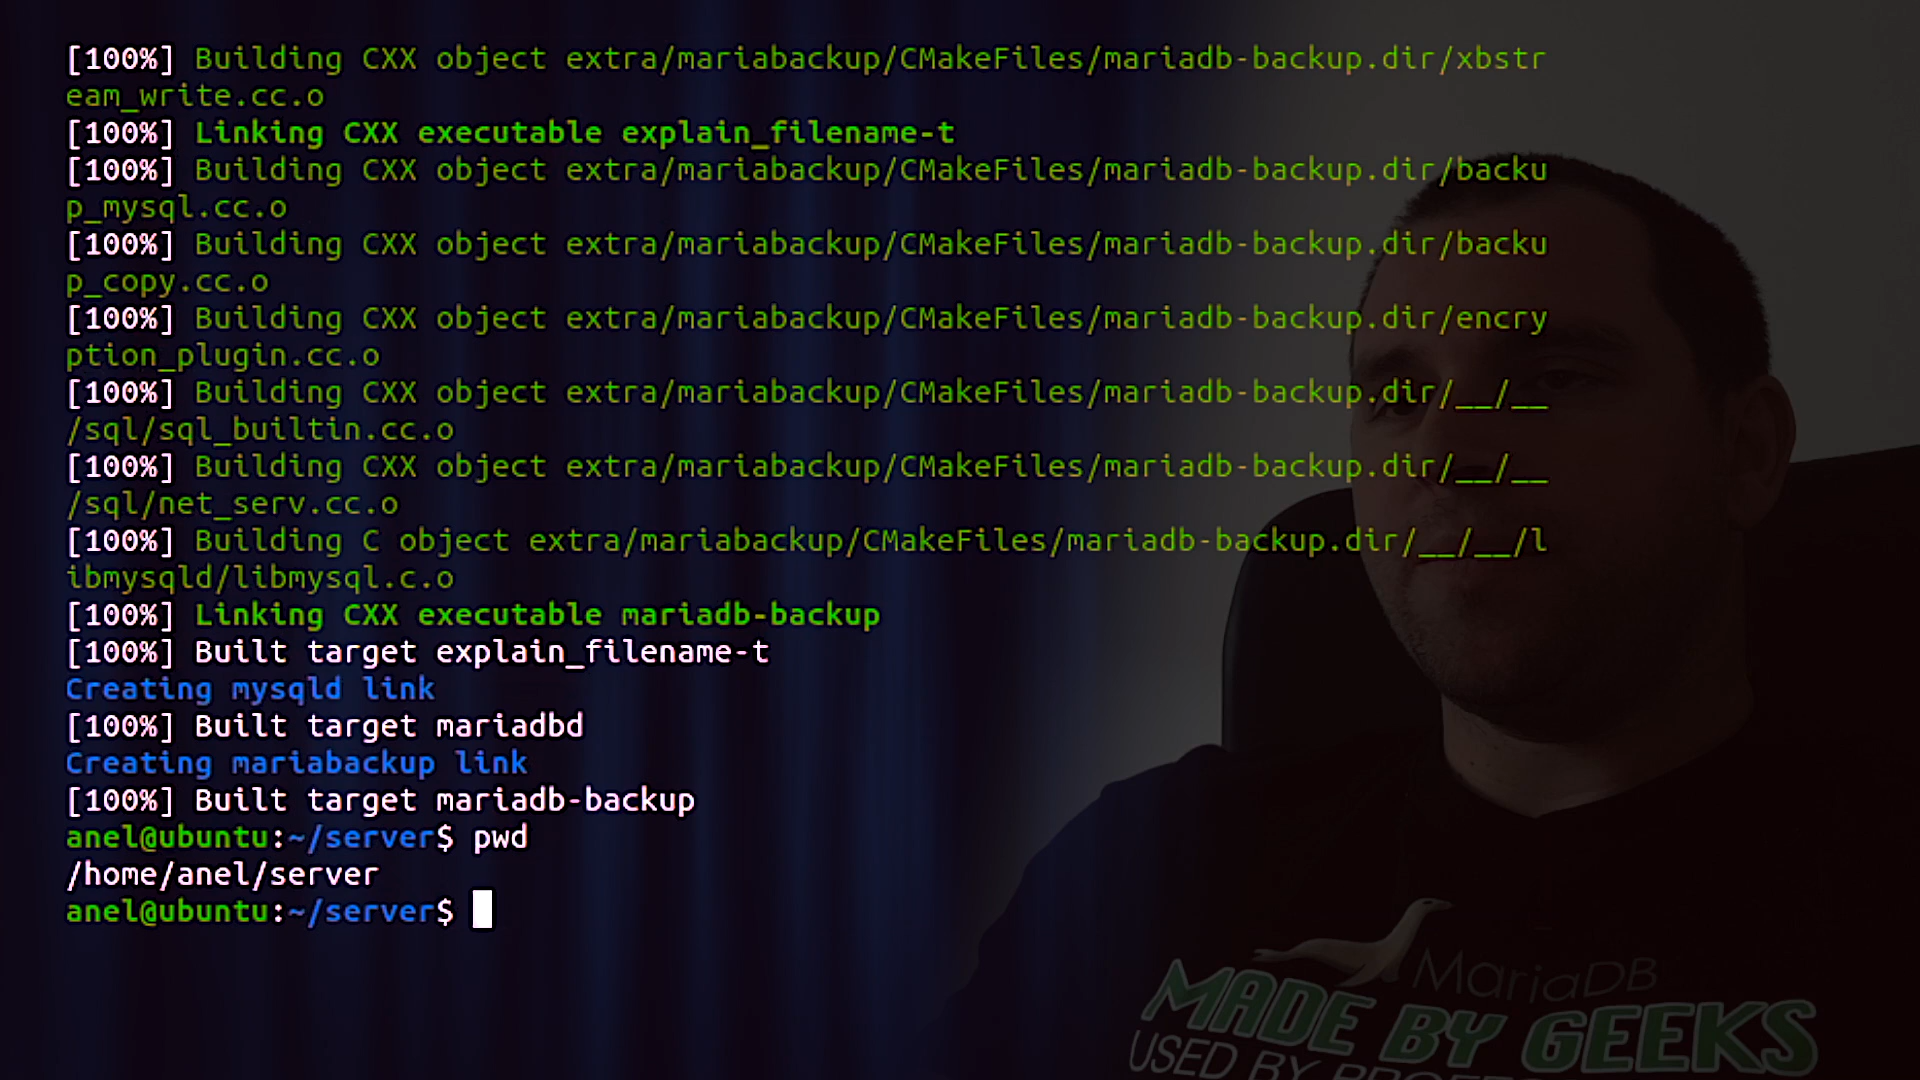 [100%] Building CXX object extra/mariabackup/CMakeFiles/mariadb-backup.dir/xbstr
eam_write.cc.o
[100%] Linking CXX executable explain_filename-t
[100%] Building CXX object extra/mariabackup/CMakeFiles/mariadb-backup.dir/backu
p_mysql.cc.o
[100%] Building CXX object extra/mariabackup/CMakeFiles/mariadb-backup.dir/backu
p_copy.cc.o
[100%] Building CXX object extra/mariabackup/CMakeFiles/mariadb-backup.dir/encry
ption_plugin.cc.o
[100%] Building CXX object extra/mariabackup/CMakeFiles/mariadb-backup.dir/__/__
/sql/sql_builtin.cc.o
[100%] Building CXX object extra/mariabackup/CMakeFiles/mariadb-backup.dir/__/__
/sql/net_serv.cc.o
[100%] Building C object extra/mariabackup/CMakeFiles/mariadb-backup.dir/__/__/l
ibmysqld/libmysql.c.o
[100%] Linking CXX executable mariadb-backup
[100%] Built target explain_filename-t
Creating mysqld link
[100%] Built target mariadbd
Creating mariabackup link
[100%] Built target mariadb-backup
anel@ubuntu:~/server$ pwd
/home/anel/server
anel@ubuntu:~/server$
MariaDB
MADE BY GEEKS
USED BY